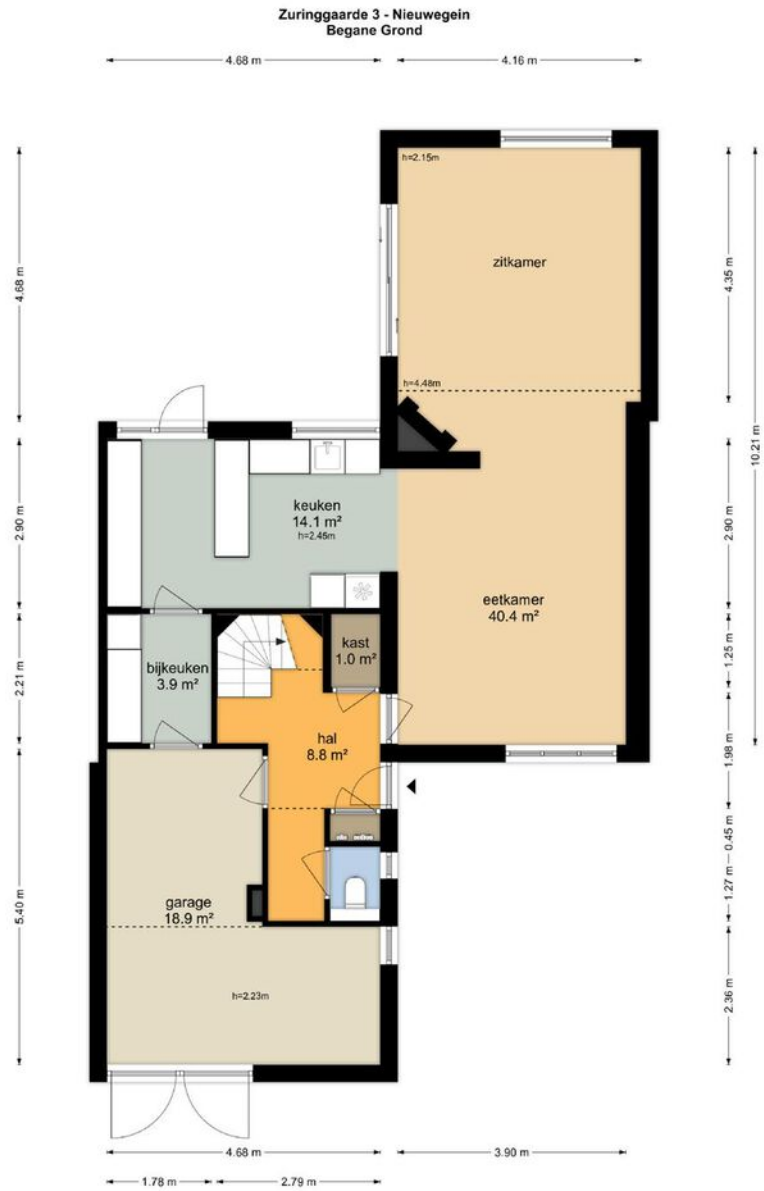 Zuringgaarde 3 - Nieuwegein
Begane Grond
4.68 m
4.16 m
h=2.15m
zitkamer
4.68 m
4.35 m
h=4.48m
10.21 m
keuken
14.1 m²
h=2.45m
2.90 m
2.90 m
eetkamer
40.4 m²
kast
1.0 m²
bijkeuken
3.9 m²
2.21 m
1.25 m
hal
8.8 m²
1.98 m
0.45 m
1.27 m
garage
18.9 m²
5.40 m
h=2.23m
2.36 m
4.68 m
3.90 m
1.78 m
2.79 m